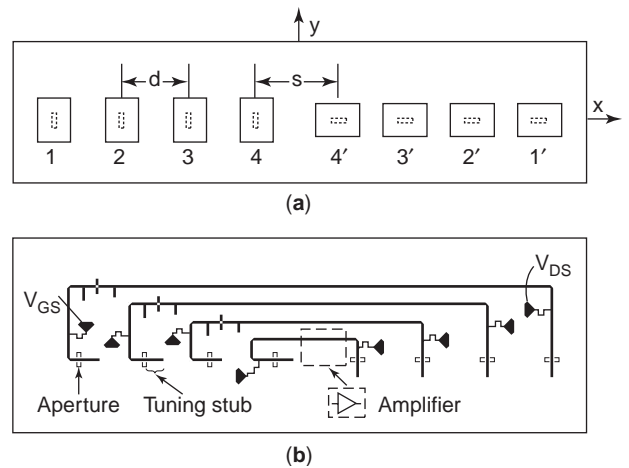 y
d
s
x
1 2 3 4 4′ 3′ 2′ 1′
(a)
V_GS
V_DS
Aperture
Tuning stub
Amplifier
(b)